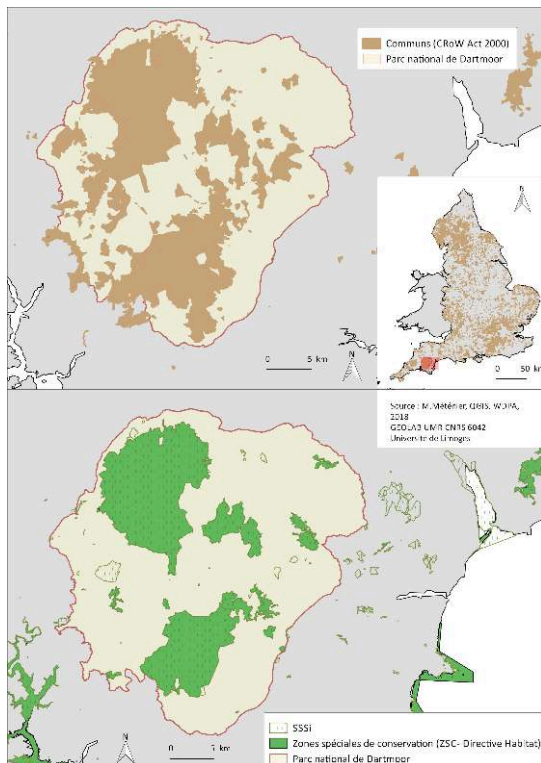 Communs (CRoW Act 2000)
Parc national de Dartmoor
N
0 5 km
N
0 50 km
Source : M.Méténier, QGIS, WDPA,
2018
GEOLAB UMR CNRS 6042
Université de Limoges
SSSI
Zones spéciales de conservation (ZSC- Directive Habitat)
Parc national de Dartmoor
N
0 5 km